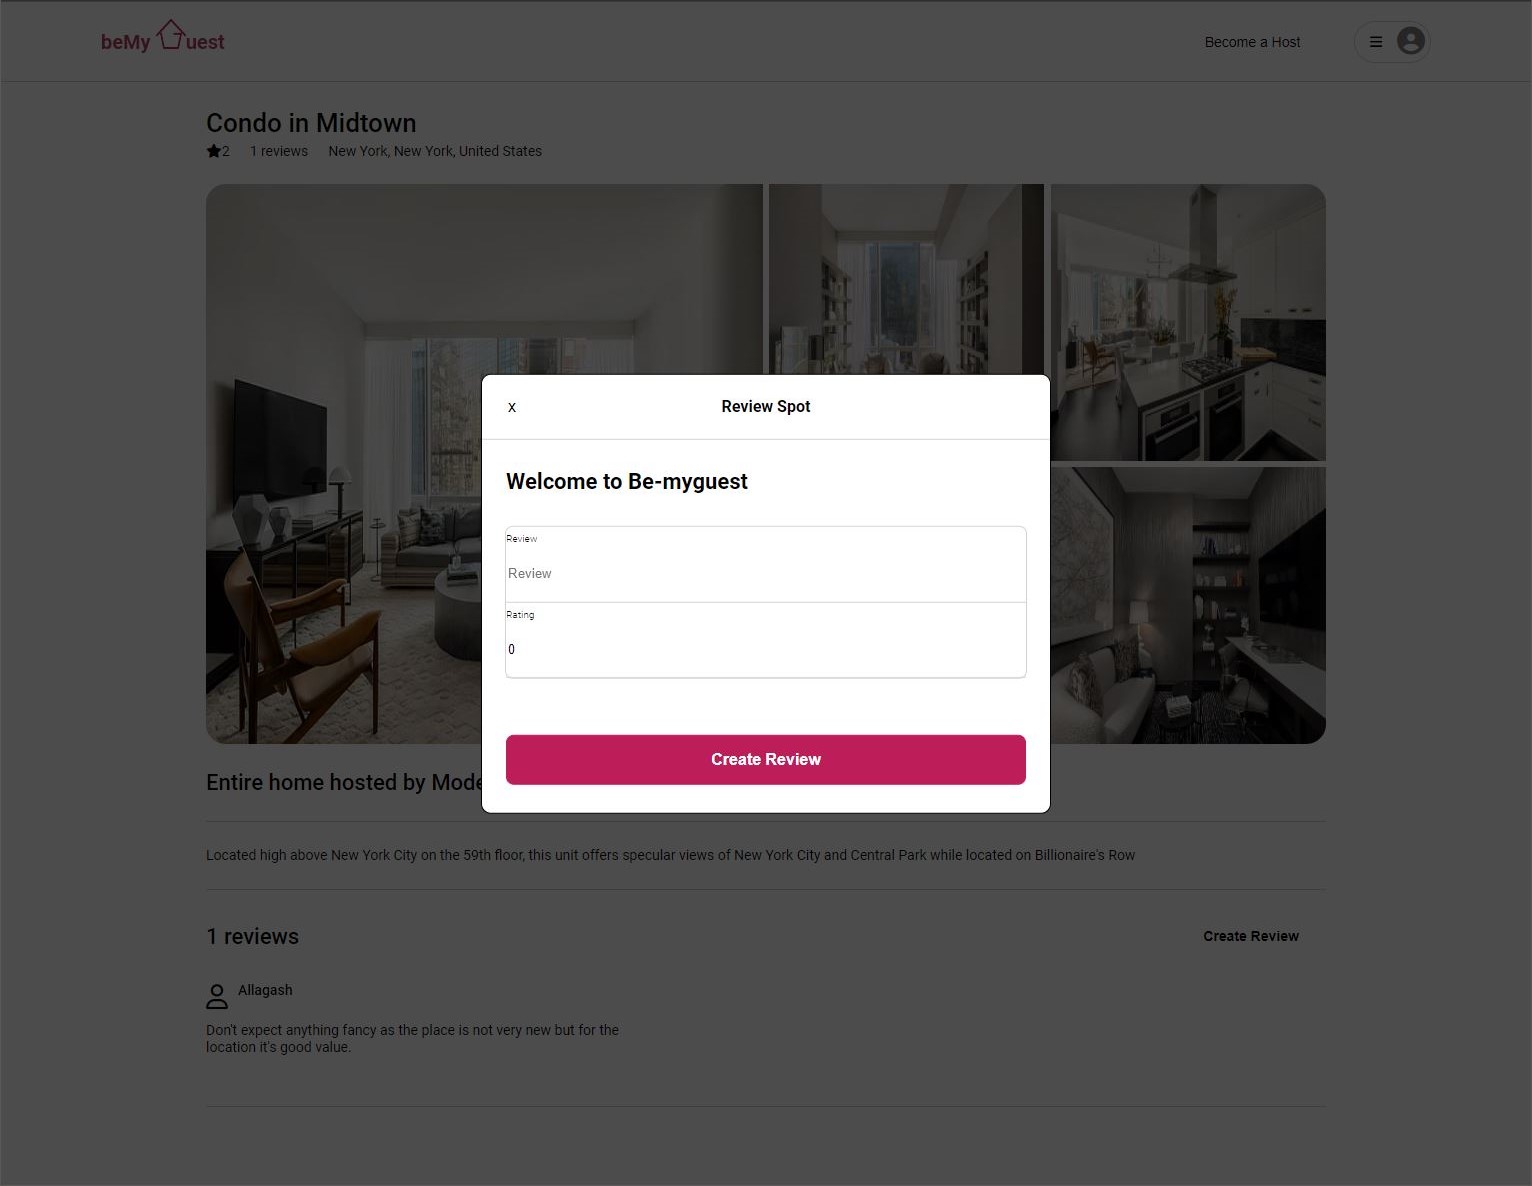 beMy uest
Become a Host
Condo in Midtown
2 1 reviews New York, New York, United States
x
Review Spot
Welcome to Be-myguest
Review
Review
Rating
0
Create Review
Entire home hosted by
Located high above New York City on the 59th floor, this unit offers specular views of New York City and Central Park while located on Billionaire's Row
1 reviews
Create Review
Allagash
Don't expect anything fancy as the place is not very new but for the
location it's good value.